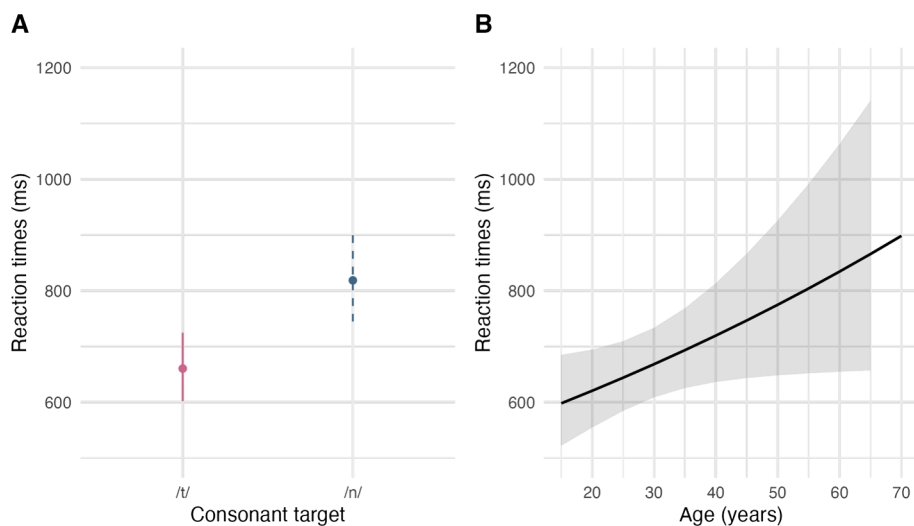 A
Reaction times (ms)
1200
1000
800
600
/t/ /n/
Consonant target
B
Reaction times (ms)
1200
1000
800
600
20 30 40 50 60 70
Age (years)